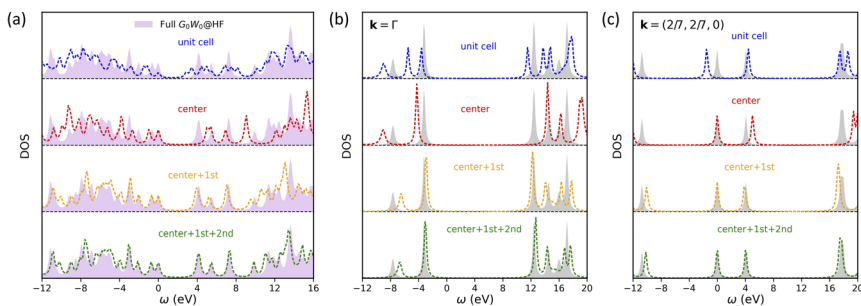 (a)
Full G₀W₀@HF
unit cell
center
center+1st
center+1st+2nd
DOS
DOS
−12 −8 −4 0 4 8 12 16
ω (eV)
(b)
k = Γ
unit cell
center
center+1st
center+1st+2nd
−12 −8 −4 0 4 8 12 16 20
ω (eV)
(c)
k = (2/7, 2/7, 0)
unit cell
center
center+1st
center+1st+2nd
DOS
DOS
−12 −8 −4 0 4 8 12 16 20
ω (eV)